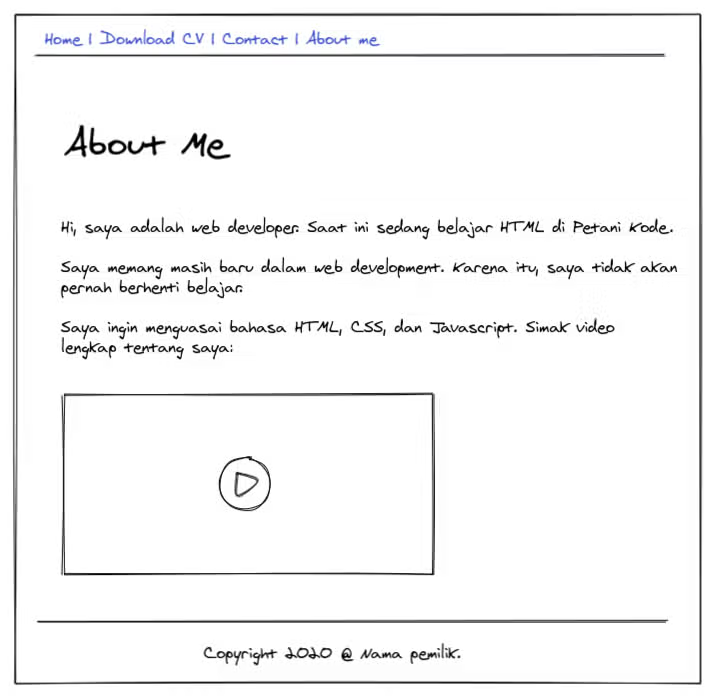 Home | Download CV | Contact | About me
About Me
Hi, saya adalah web developer. Saat ini sedang belajar HTML di Petani Kode.
Saya memang masih baru dalam web development. Karena itu, saya tidak akan
pernah berhenti belajar.
Saya ingin menguasai bahasa HTML, CSS, dan Javascript. Simak video
lengkap tentang saya:
Copyright 2020 @ Nama pemilik.